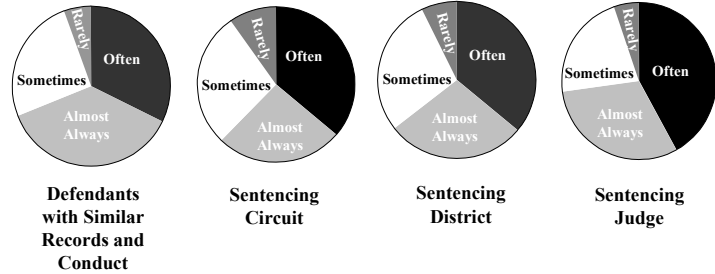 Rarely
Often
Sometimes
Almost
Always
Defendants
with Similar
Records and
Conduct
Rarely
Often
Sometimes
Almost
Always
Sentencing
Circuit
Rarely
Often
Sometimes
Almost
Always
Sentencing
District
Rarely
Often
Sometimes
Almost
Always
Sentencing
Judge